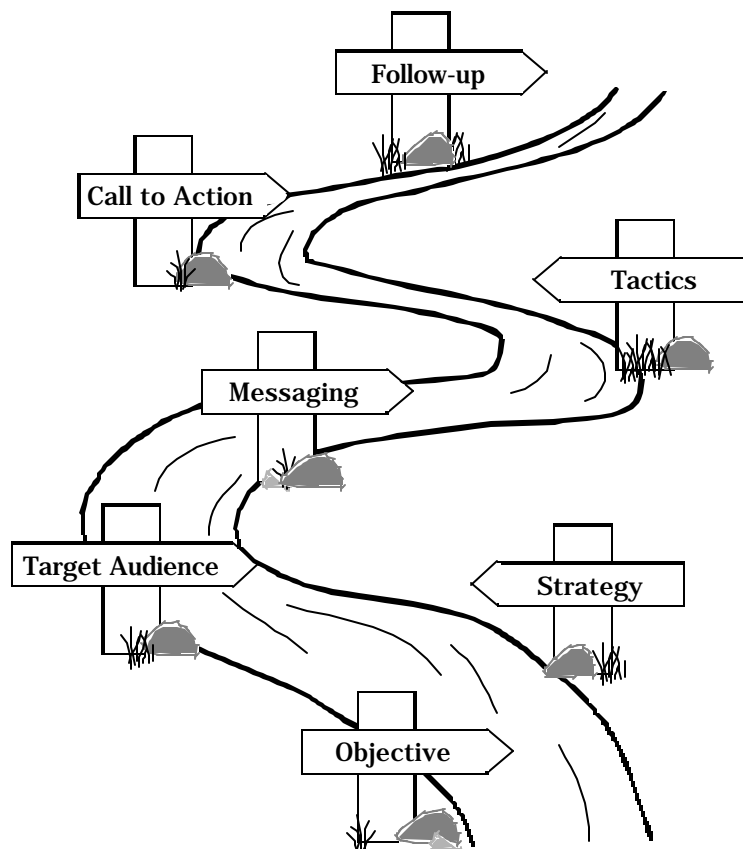 Follow-up
Call to Action
Tactics
Messaging
Target Audience
Strategy
Objective